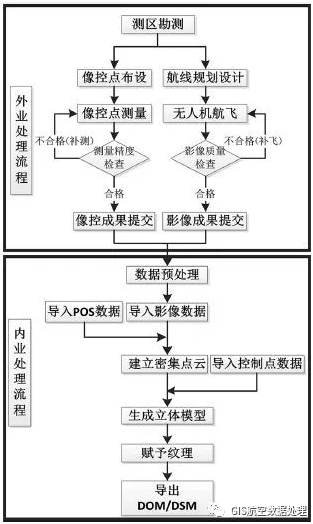 外业处理流程
测区勘测
像控点布设
航线规划设计
像控点测量
无人机航飞
不合格(补测)
不合格(补飞)
测量精度
检查
影像质量
检查
合格
合格
像控成果提交
影像成果提交
内业处理流程
数据预处理
导入POS数据
导入影像数据
建立密集点云
导入控制点数据
生成立体模型
赋予纹理
导出
DOM/DSM
GIS航空数据处理